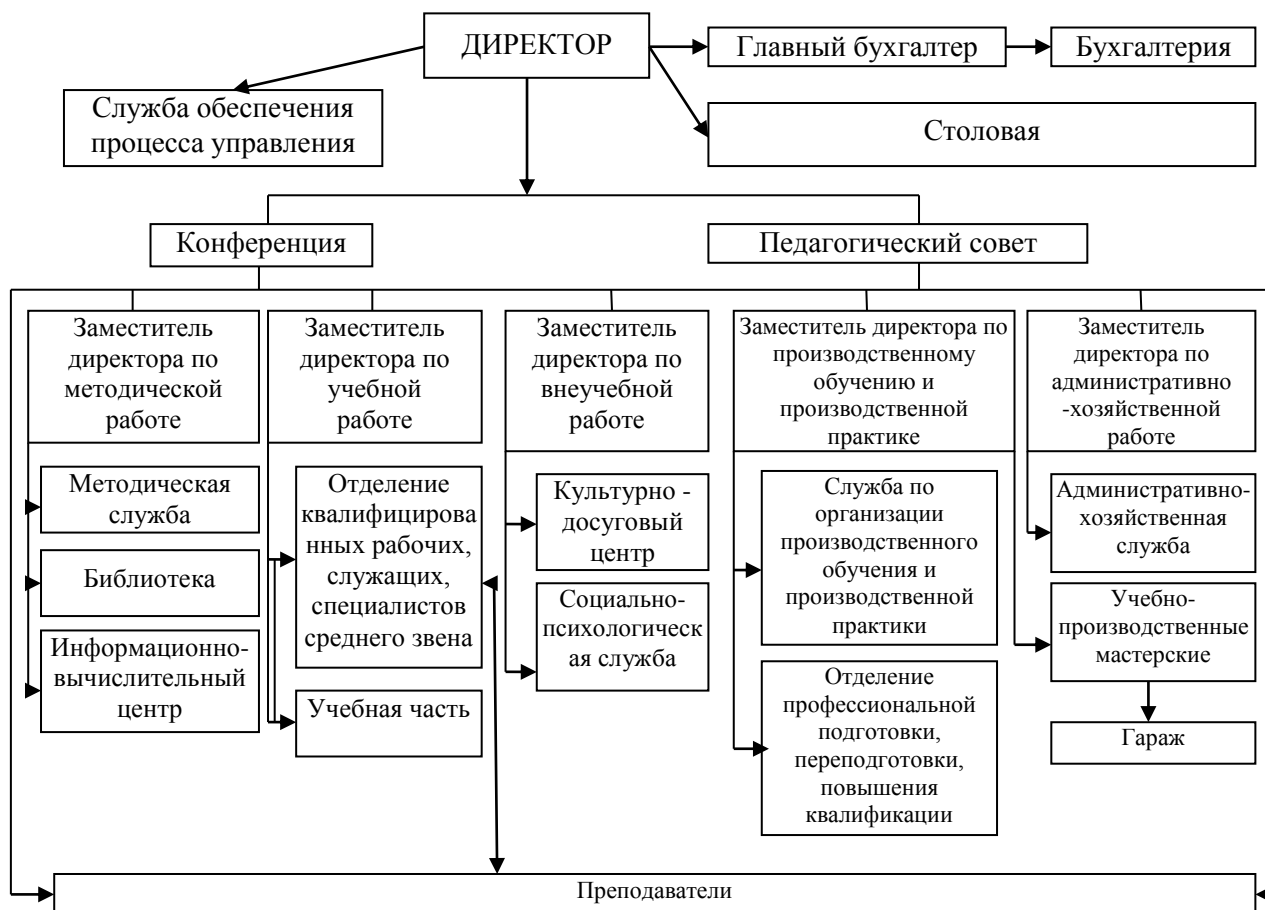 ДИРЕКТОР
Главный бухгалтер
Бухгалтерия
Служба обеспечения
процесса управления
Столовая
Конференция
Педагогический совет
Заместитель
директора по
методической
работе
Заместитель
директора по
учебной
работе
Заместитель
директора по
внеучебной
работе
Заместитель директора по
производственному
обучению и
производственной
практике
Заместитель
директора по
административно
-хозяйственной
работе
Методическая
служба
Библиотека
Информационно-
вычислительный
центр
Отделение
квалифицирова
нных рабочих,
служащих,
специалистов
среднего звена
Учебная часть
Культурно -
досуговый
центр
Социально-
психологическ
ая служба
Служба по
организации
производственного
обучения и
производственной
практики
Отделение
профессиональной
подготовки,
переподготовки,
повышения
квалификации
Административно-
хозяйственная
служба
Учебно-
производственные
мастерские
Гараж
Преподаватели